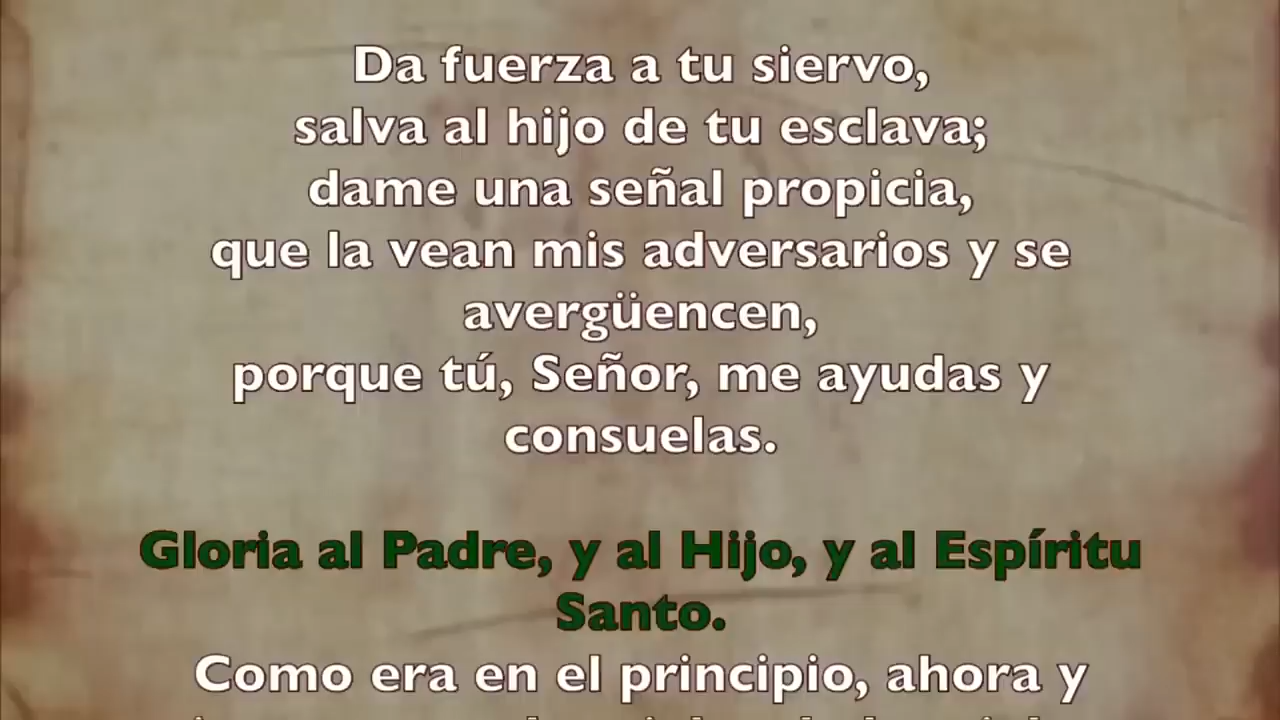 Da fuerza a tu siervo,
salva al hijo de tu esclava;
dame una señal propicia,
que la vean mis adversarios y se
avergüencen,
porque tú, Señor, me ayudas y
consuelas.
Gloria al Padre, y al Hijo, y al Espíritu
Santo.
Como era en el principio, ahora y